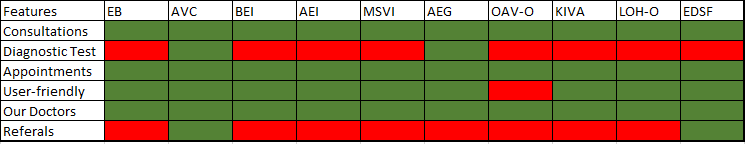 Features EB AVC BEI AEI MSVI AEG OAV-O KIVA LOH-O EDSF
Consultations
Diagnostic Test
Appointments
User-friendly
Our Doctors
Referals